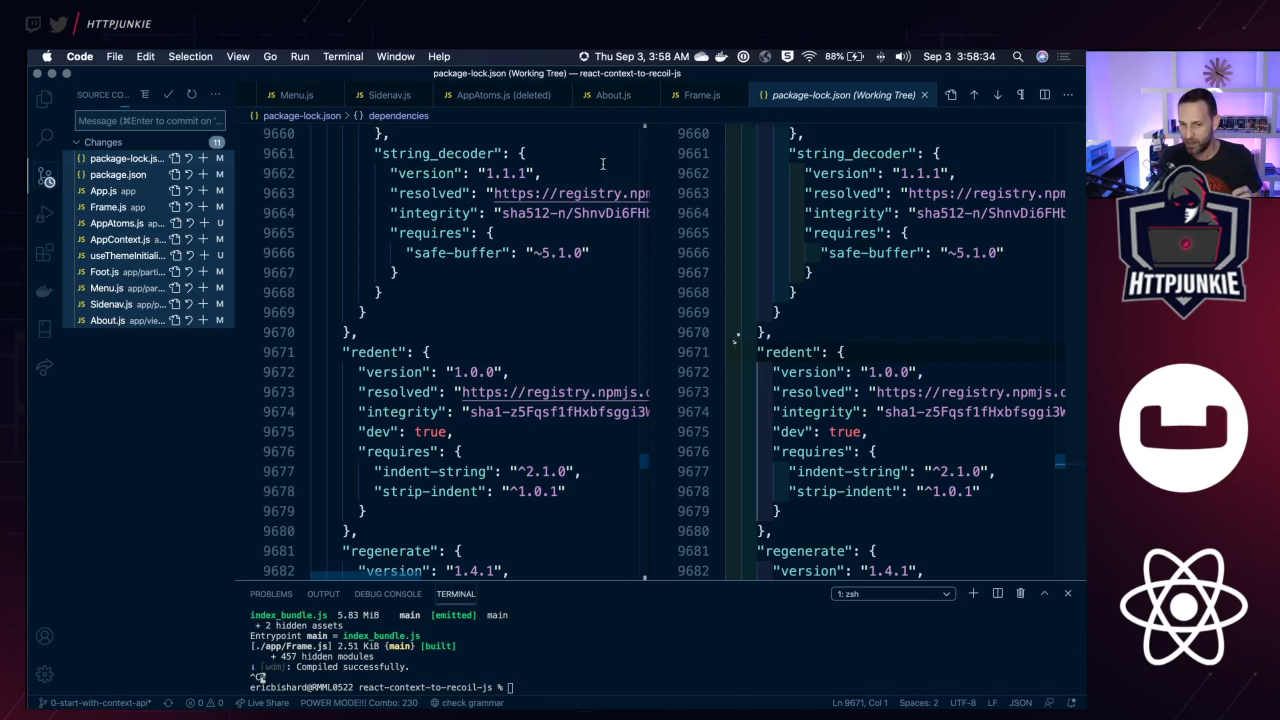 HTTPJUNKIE
Code File Edit Selection View Go Run Terminal Window Help
Thu Sep 3, 3:58 AM 88% Sep 3 3:58:34
package-lock.json (Working Tree) — react-context-to-recoil-js
SOURCE CO...
Menu.js Sidenav.js AppAtoms.js (deleted) About.js Frame.js package-lock.json (Working Tree)
package-lock.json > dependencies
Message (⌘Enter to commit on '...
Changes 11
package-lock.js... M
package.json M
App.js app M
Frame.js app M
AppAtoms.js... U
AppContext.js... M
useThemeInitiali... U
Foot.js app/parti... M
Menu.js app/par... M
Sidenav.js app/p... M
About.js app/vie... M
9660 },
9661 "string_decoder": {
9662 "version": "1.1.1",
9663 "resolved": "https://registry.npm
9664 "integrity": "sha512-n/ShnvDi6FHb
9665 "requires": {
9666 "safe-buffer": "~5.1.0"
9667 }
9668 }
9669 }
9670 },
9671 "redent": {
9672 "version": "1.0.0",
9673 "resolved": "https://registry.npmjs.o
9674 "integrity": "sha1-z5Fqsf1fHxbfsggi3W
9675 "dev": true,
9676 "requires": {
9677 "indent-string": "^2.1.0",
9678 "strip-indent": "^1.0.1"
9679 }
9680 },
9681 "regenerate": {
9682 "version": "1.4.1",
9660 },
9661 "string_decoder": {
9662 "version": "1.1.1",
9663 "resolved": "https://registry.npm
9664 "integrity": "sha512-n/ShnvDi6FHb
9665 "requires": {
9666 "safe-buffer": "~5.1.0"
9667 }
9668 }
9669 }
9670 },
9671 "redent": {
9672 "version": "1.0.0",
9673 "resolved": "https://registry.npmjs.o
9674 "integrity": "sha1-z5Fqsf1fHxbfsggi3W
9675 "dev": true,
9676 "requires": {
9677 "indent-string": "^2.1.0",
9678 "strip-indent": "^1.0.1"
9679 }
9680 },
9681 "regenerate": {
9682 "version": "1.4.1",
PROBLEMS OUTPUT DEBUG CONSOLE TERMINAL 1: zsh
index_bundle.js 5.83 MiB main [emitted] main
+ 2 hidden assets
Entrypoint main = index_bundle.js
[./app/Frame.js] 2.51 KiB {main} [built]
+ 457 hidden modules
i ｢wdm｣: Compiled successfully.
^C
ericbishard@RMML0522 react-context-to-recoil-js %
0-start-with-context-api* 0 0 Live Share POWER MODE!!! Combo: 230 check grammar Ln 9671, Col 1 Spaces: 2 UTF-8 LF JSON
HTTPJUNKIE